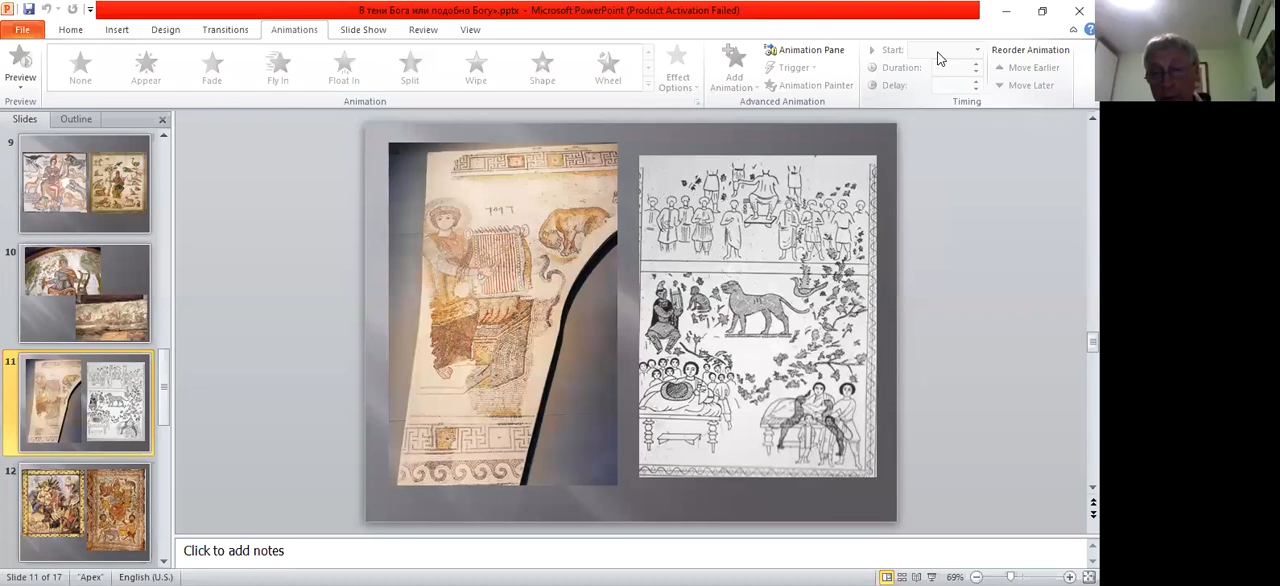 В тени Бога или подобно Богу».pptx - Microsoft PowerPoint (Product Activation Failed)
File Home Insert Design Transitions Animations Slide Show Review View
Preview
None Appear Fade Fly In Float In Split Wipe Shape Wheel
Effect
Options
Add
Animation
Animation Pane
Trigger
Animation Painter
Start:
Duration:
Delay:
Reorder Animation
Move Earlier
Move Later
Preview Animation Advanced Animation Timing
Slides Outline
9
10
11
12
דויד
Click to add notes
Slide 11 of 17 "Apex" English (U.S.) 69%